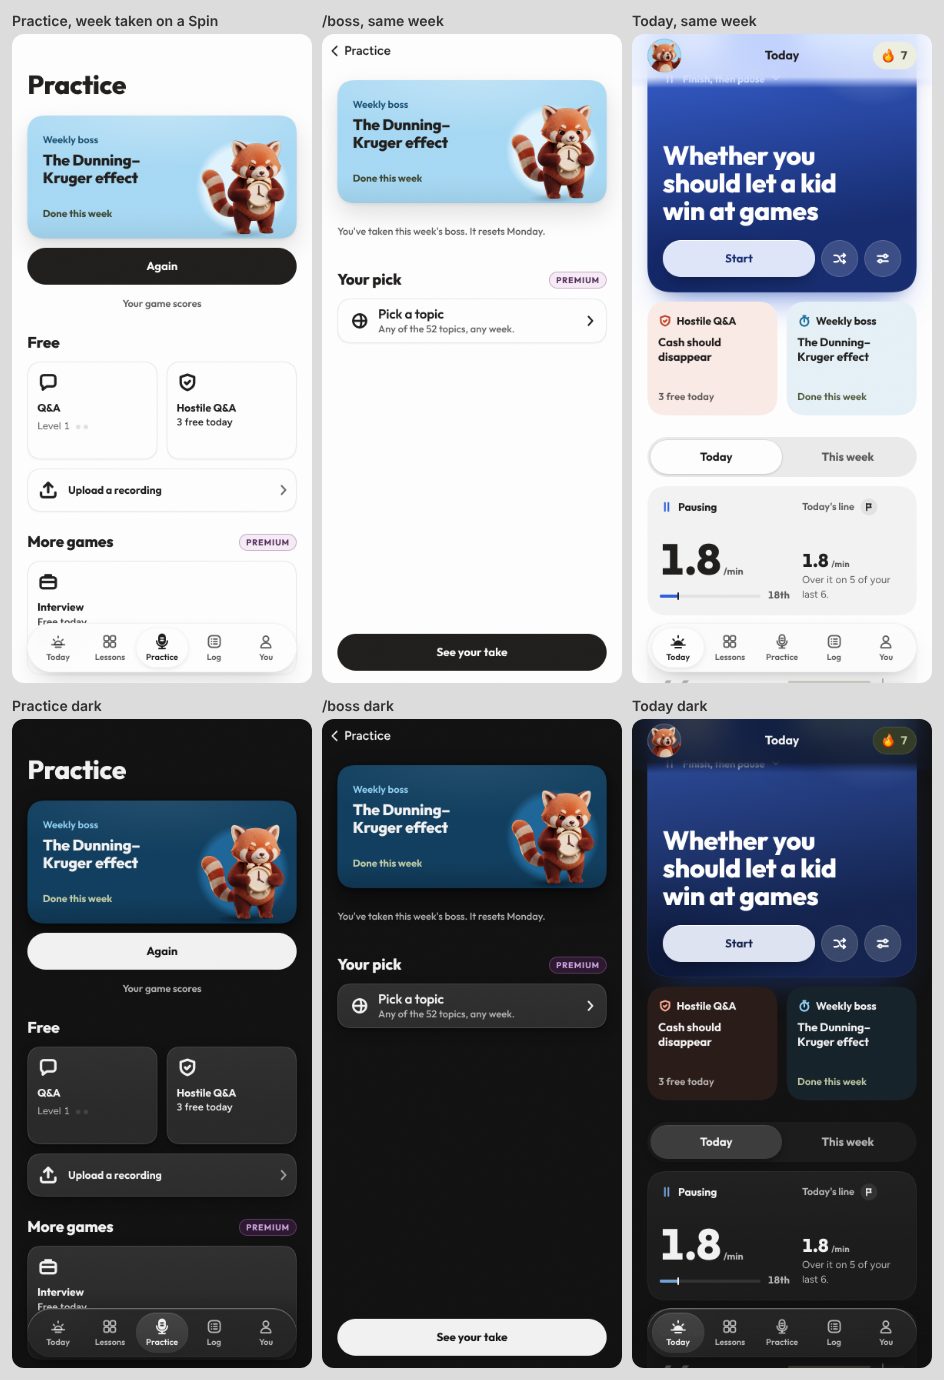 Practice, week taken on a Spin
Practice
Weekly boss
The Dunning–
Kruger effect
Done this week
Again
Your game scores
Free
Q&A
Level 1
Hostile Q&A
3 free today
Upload a recording
More games
PREMIUM
Interview
Free today
Today
Lessons
Practice
Log
You
/boss, same week
Practice
Weekly boss
The Dunning–
Kruger effect
Done this week
You've taken this week's boss. It resets Monday.
Your pick
PREMIUM
Pick a topic
Any of the 52 topics, any week.
See your take
Today, same week
Today
7
Finish, then pause
Whether you
should let a kid
win at games
Start
Hostile Q&A
Cash should
disappear
3 free today
Weekly boss
The Dunning–
Kruger effect
Done this week
Today
This week
Pausing
Today's line
1.8 /min
18th
1.8 /min
Over it on 5 of your
last 6.
Today
Lessons
Practice
Log
You
Practice dark
Practice
Weekly boss
The Dunning–
Kruger effect
Done this week
Again
Your game scores
Free
Q&A
Level 1
Hostile Q&A
3 free today
Upload a recording
More games
PREMIUM
Interview
Free today
Today
Lessons
Practice
Log
You
/boss dark
Practice
Weekly boss
The Dunning–
Kruger effect
Done this week
You've taken this week's boss. It resets Monday.
Your pick
PREMIUM
Pick a topic
Any of the 52 topics, any week.
See your take
Today dark
Today
7
Finish, then pause
Whether you
should let a kid
win at games
Start
Hostile Q&A
Cash should
disappear
3 free today
Weekly boss
The Dunning–
Kruger effect
Done this week
Today
This week
Pausing
Today's line
1.8 /min
18th
1.8 /min
Over it on 5 of your
last 6.
Today
Lessons
Practice
Log
You